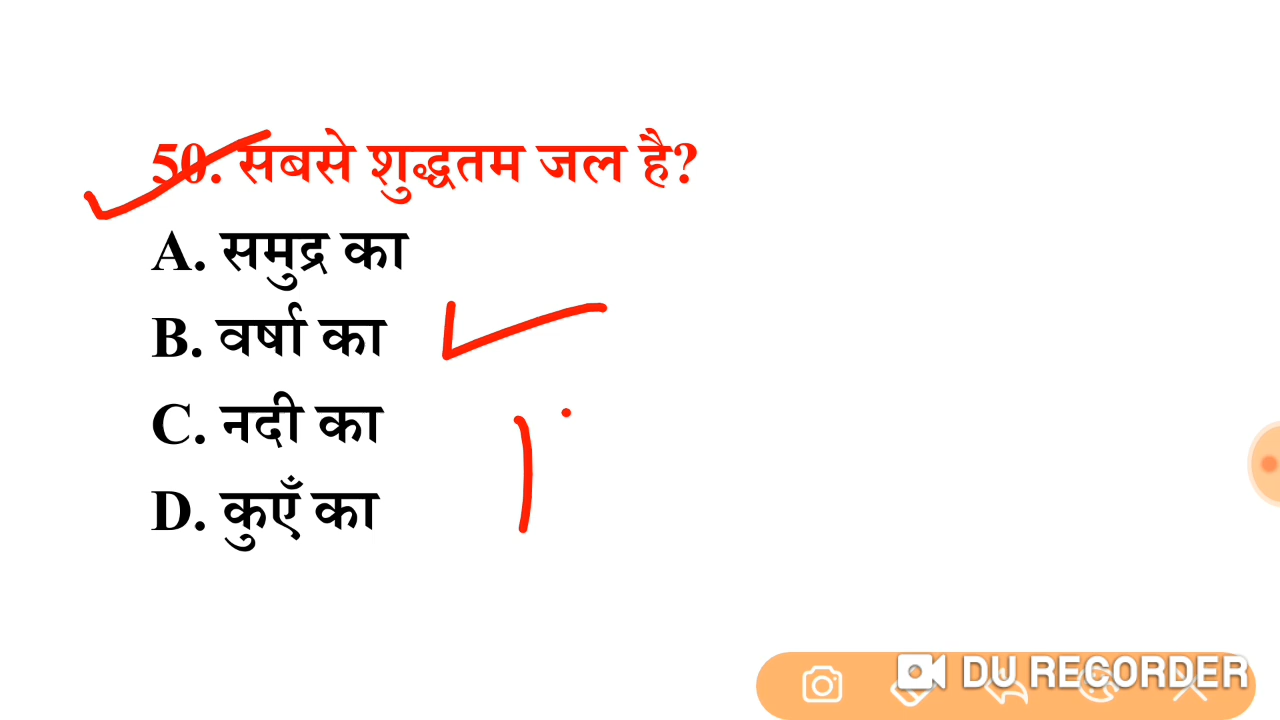 50. सबसे शुद्धतम जल है?
A. समुद्र का
B. वर्षा का
C. नदी का
D. कुएँ का
DU RECORDER